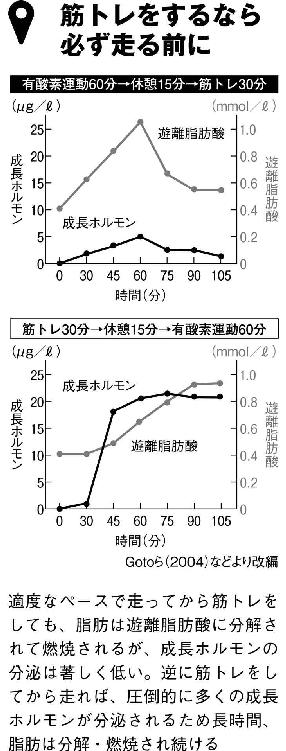 筋トレをするなら
必ず走る前に
有酸素運動60分→休憩15分→筋トレ30分
(μg/ℓ)
(mmol/ℓ)
成長ホルモン
25
20
15
10
5
0
遊離脂肪酸
成長ホルモン
1.0
0.8
0.6
0.4
0.2
0
遊離脂肪酸
0 30 45 60 75 90 105
時間(分)
筋トレ30分→休憩15分→有酸素運動60分
(μg/ℓ)
(mmol/ℓ)
成長ホルモン
25
20
15
10
5
0
成長ホルモン
遊離脂肪酸
1.0
0.8
0.6
0.4
0.2
0
遊離脂肪酸
0 30 45 60 75 90 105
時間(分)
Gotoら(2004)などより改編
適度なペースで走ってから筋トレを
しても、脂肪は遊離脂肪酸に分解さ
れて燃焼されるが、成長ホルモンの
分泌は著しく低い。逆に筋トレをし
てから走れば、圧倒的に多くの成長
ホルモンが分泌されるため長時間、
脂肪は分解・燃焼され続ける